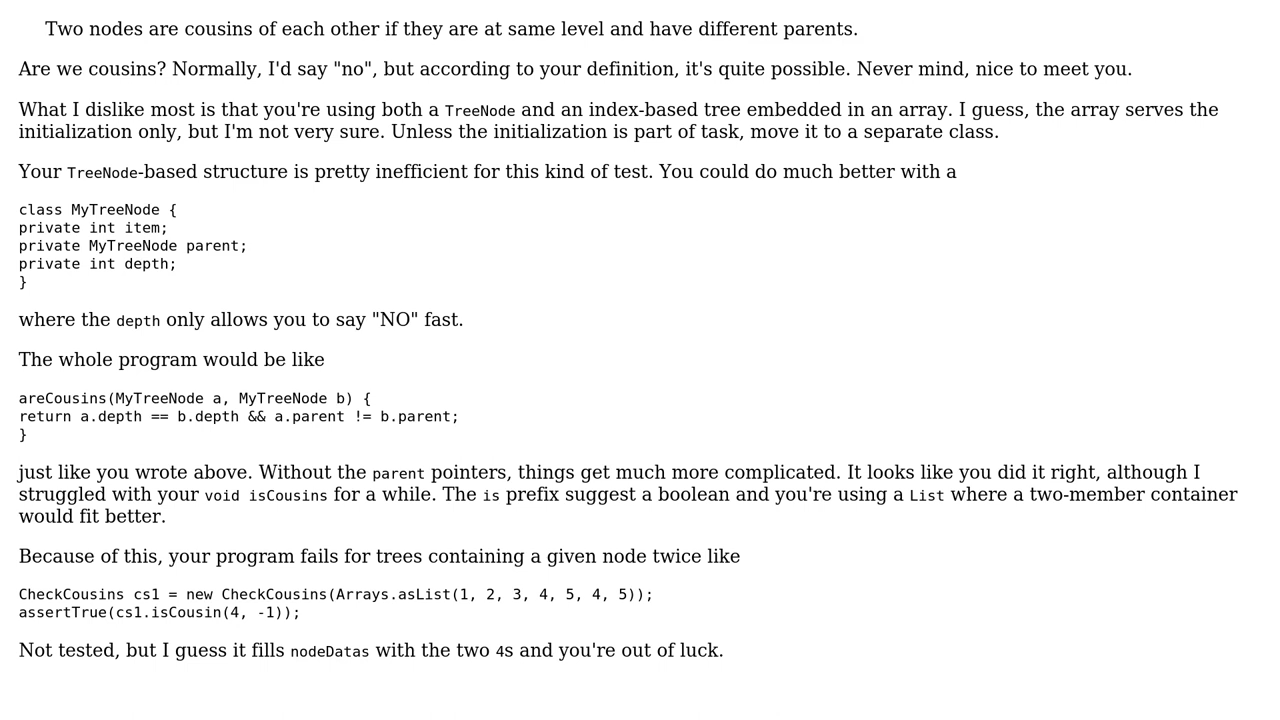 Two nodes are cousins of each other if they are at same level and have different parents.
Are we cousins? Normally, I'd say "no", but according to your definition, it's quite possible. Never mind, nice to meet you.
What I dislike most is that you're using both a TreeNode and an index-based tree embedded in an array. I guess, the array serves the
initialization only, but I'm not very sure. Unless the initialization is part of task, move it to a separate class.
Your TreeNode-based structure is pretty inefficient for this kind of test. You could do much better with a
class MyTreeNode {
private int item;
private MyTreeNode parent;
private int depth;
}
where the depth only allows you to say "NO" fast.
The whole program would be like
areCousins(MyTreeNode a, MyTreeNode b) {
return a.depth == b.depth && a.parent != b.parent;
}
just like you wrote above. Without the parent pointers, things get much more complicated. It looks like you did it right, although I
struggled with your void isCousins for a while. The is prefix suggest a boolean and you're using a List where a two-member container
would fit better.
Because of this, your program fails for trees containing a given node twice like
CheckCousins cs1 = new CheckCousins(Arrays.asList(1, 2, 3, 4, 5, 4, 5));
assertTrue(cs1.isCousin(4, -1));
Not tested, but I guess it fills nodeDatas with the two 4s and you're out of luck.